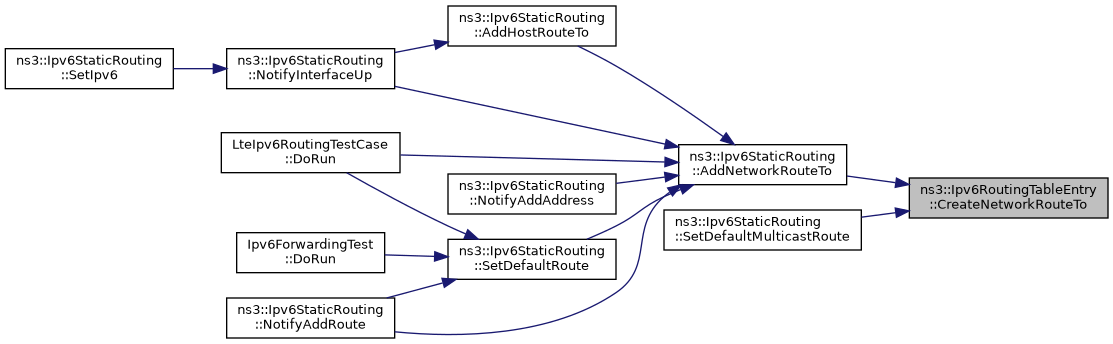 ns3::Ipv6StaticRouting
::AddHostRouteTo
ns3::Ipv6StaticRouting
::SetIpv6
ns3::Ipv6StaticRouting
::NotifyInterfaceUp
LteIpv6RoutingTestCase
::DoRun
ns3::Ipv6StaticRouting
::AddNetworkRouteTo
ns3::Ipv6StaticRouting
::NotifyAddAddress
ns3::Ipv6RoutingTableEntry
::CreateNetworkRouteTo
ns3::Ipv6StaticRouting
::SetDefaultMulticastRoute
Ipv6ForwardingTest
::DoRun
ns3::Ipv6StaticRouting
::SetDefaultRoute
ns3::Ipv6StaticRouting
::NotifyAddRoute